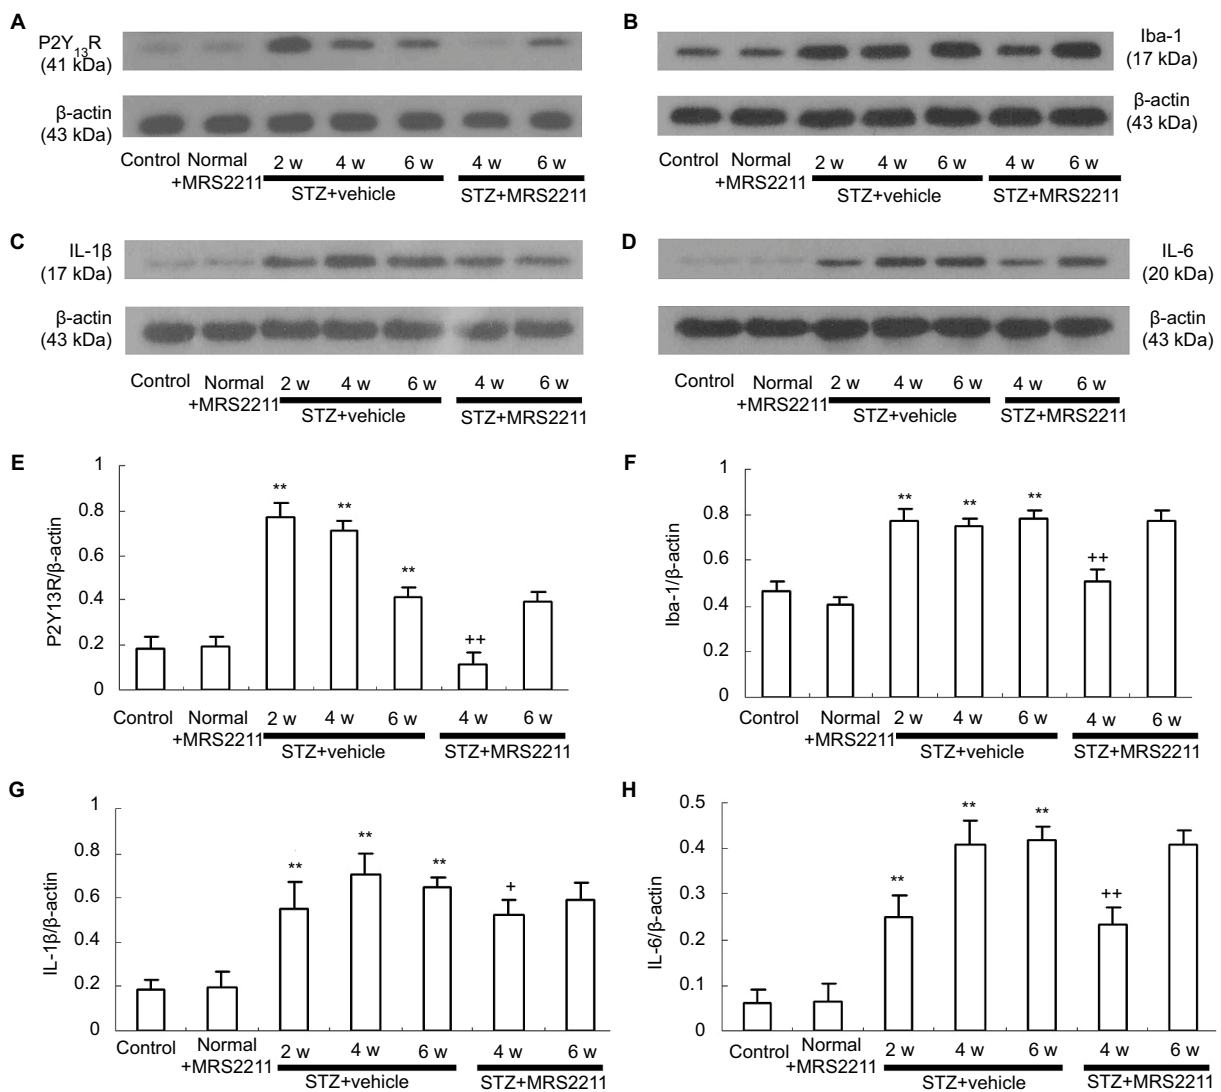 A
P2Y13R
(41 kDa)
β-actin
(43 kDa)
Control Normal +MRS2211 2 w 4 w 6 w 4 w 6 w
STZ+vehicle STZ+MRS2211
B
Iba-1
(17 kDa)
β-actin
(43 kDa)
Control Normal +MRS2211 2 w 4 w 6 w 4 w 6 w
STZ+vehicle STZ+MRS2211
C
IL-1β
(17 kDa)
β-actin
(43 kDa)
Control Normal +MRS2211 2 w 4 w 6 w 4 w 6 w
STZ+vehicle STZ+MRS2211
D
IL-6
(20 kDa)
β-actin
(43 kDa)
Control Normal +MRS2211 2 w 4 w 6 w 4 w 6 w
STZ+vehicle STZ+MRS2211
E
P2Y13R/β-actin
1
0.8
0.6
0.4
0.2
0
** ** ** ++
Control Normal +MRS2211 2 w 4 w 6 w 4 w 6 w
STZ+vehicle STZ+MRS2211
F
Iba-1/β-actin
1
0.8
0.6
0.4
0.2
0
** ** ** ++
Control Normal +MRS2211 2 w 4 w 6 w 4 w 6 w
STZ+vehicle STZ+MRS2211
G
IL-1β/β-actin
1
0.8
0.6
0.4
0.2
0
** ** ** +
Control Normal +MRS2211 2 w 4 w 6 w 4 w 6 w
STZ+vehicle STZ+MRS2211
H
IL-6/β-actin
0.5
0.4
0.3
0.2
0.1
0
** ** ** ++
Control Normal +MRS2211 2 w 4 w 6 w 4 w 6 w
STZ+vehicle STZ+MRS2211